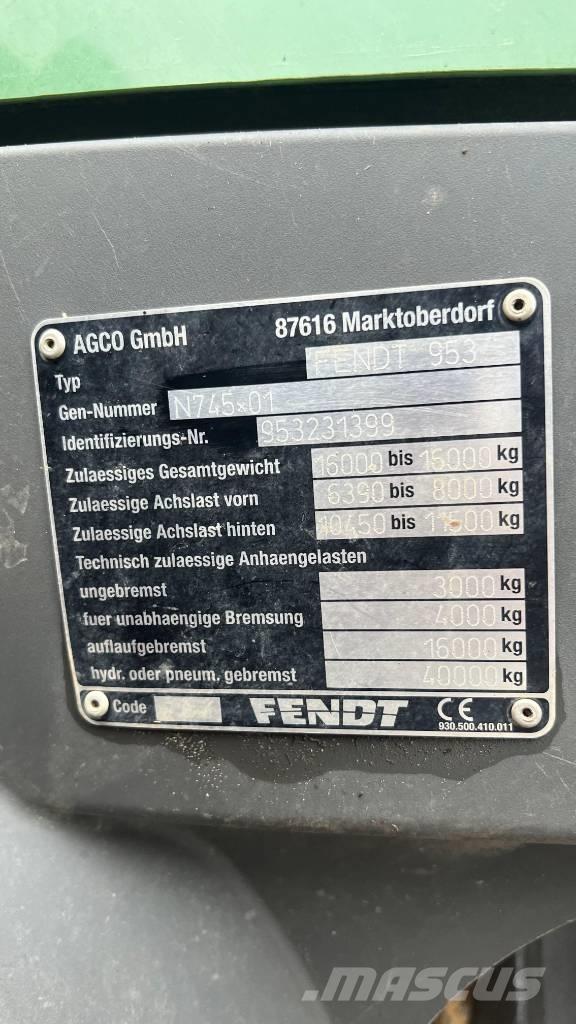 AGCO GmbH 87616 Marktoberdorf
Typ FENDT 953
Gen-Nummer N745x01
Identifizierungs-Nr. 953231399
Zulaessiges Gesamtgewicht 16000 bis 16000 kg
Zulaessige Achslast vorn 6390 bis 8000 kg
Zulaessige Achslast hinten 10450 bis 11500 kg
Technisch zulaessige Anhaengelasten
ungebremst 3000 kg
fuer unabhaengige Bremsung 4000 kg
auflaufgebremst 16000 kg
hydr. oder pneum. gebremst 40000 kg
Code FENDT CE
930.500.410.011
MASCUS